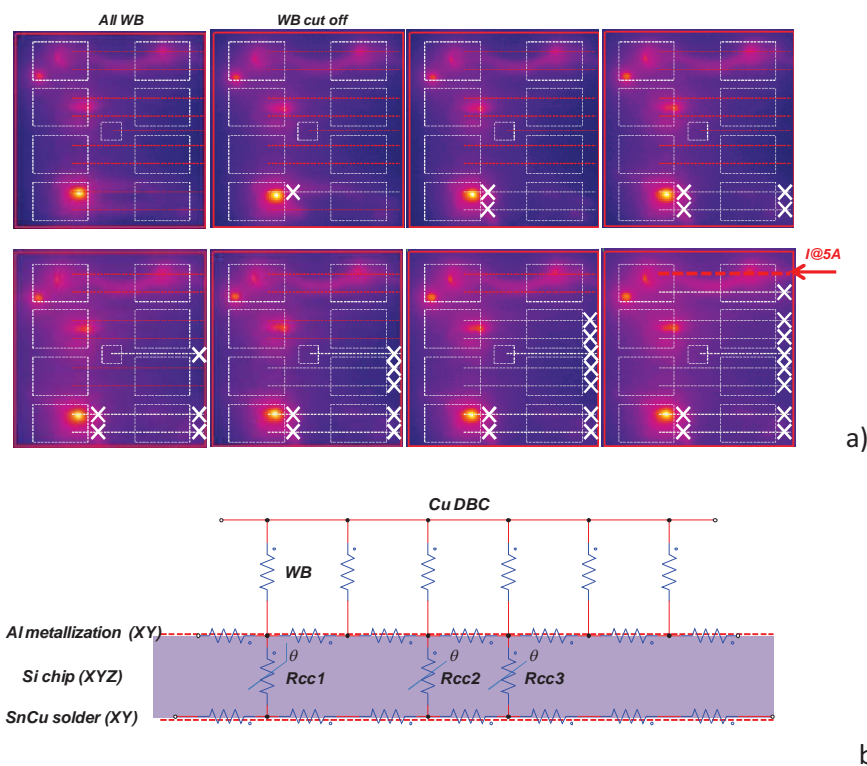 All WB
WB cut off
I@5A
a)
Cu DBC
WB
Al metallization (XY)
θ θ θ
Si chip (XYZ)
Rcc1 Rcc2 Rcc3
SnCu solder (XY)
b